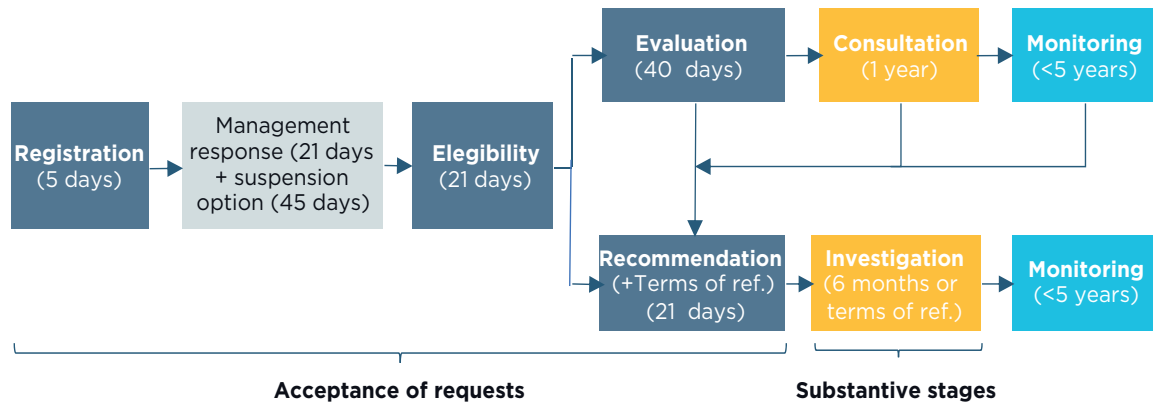 Evaluation
(40 days)
Consultation
(1 year)
Monitoring
(<5 years)
Registration
(5 days)
Management
response (21 days
+ suspension
option (45 days)
Elegibility
(21 days)
Recommendation
(+Terms of ref.)
(21 days)
Investigation
(6 months or
terms of ref.)
Monitoring
(<5 years)
Acceptance of requests
Substantive stages